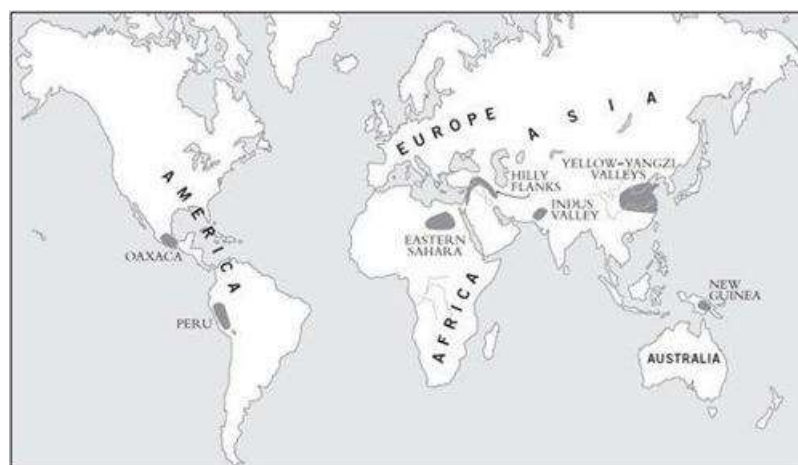 EUROPE
ASIA
AMERICA
YELLOW-YANGZI
VALLEYS
HILLY
FLANKS
INDUS
VALLEY
OAXACA
EASTERN
SAHARA
AFRICA
NEW
GUINEA
PERU
AUSTRALIA